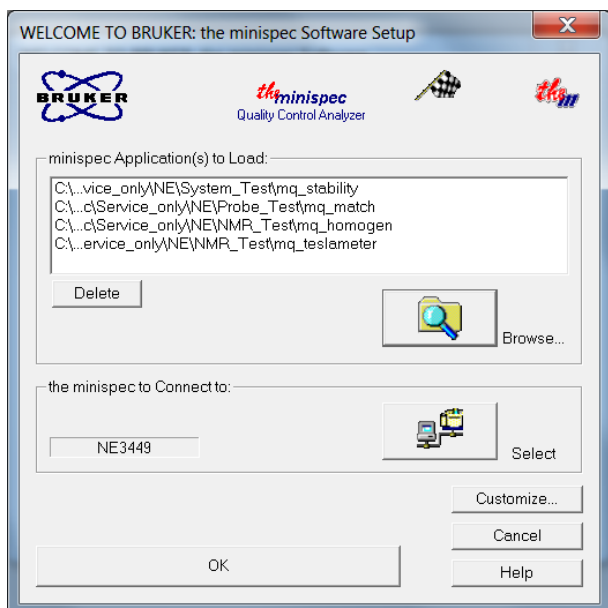 WELCOME TO BRUKER: the minispec Software Setup
BRUKER
the minispec
Quality Control Analyzer
the m
minispec Application(s) to Load:
C:\...vice_only\NE\System_Test\mq_stability
C:\...c\Service_only\NE\Probe_Test\mq_match
C:\...c\Service_only\NE\NMR_Test\mq_homogen
C:\...ervice_only\NE\NMR_Test\mq_teslameter
Delete
Browse...
the minispec to Connect to:
NE3449
Select
Customize...
Cancel
OK
Help